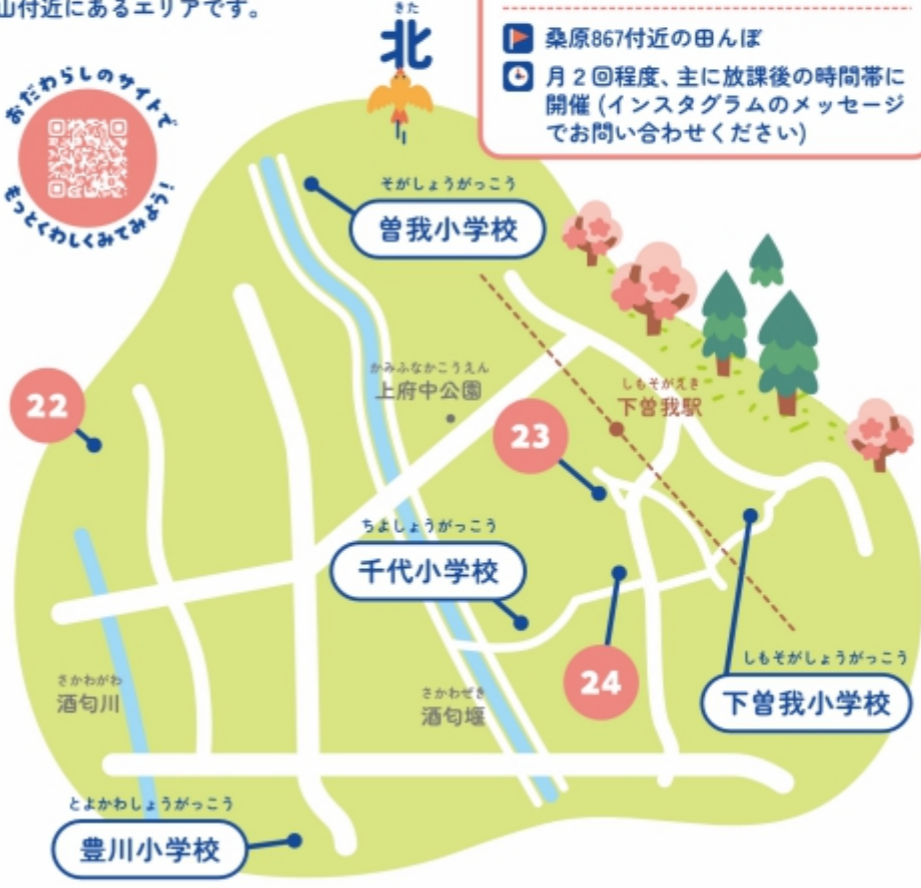 山付近にあるエリアです。
きた
北
桑原867付近の田んぼ
月2回程度、主に放課後の時間帯に
開催(インスタグラムのメッセージ
でお問い合わせください)
おだわらしのサイトで
もっとくわしくみてみよう!
そがしょうがっこう
曽我小学校
かみふなかこうえん
上府中公園
しもそがえき
下曽我駅
22
23
ちよしょうがっこう
千代小学校
24
しもそがしょうがっこう
下曽我小学校
さかわがわ
酒匂川
さかわぜき
酒匂堰
とよかわしょうがっこう
豊川小学校